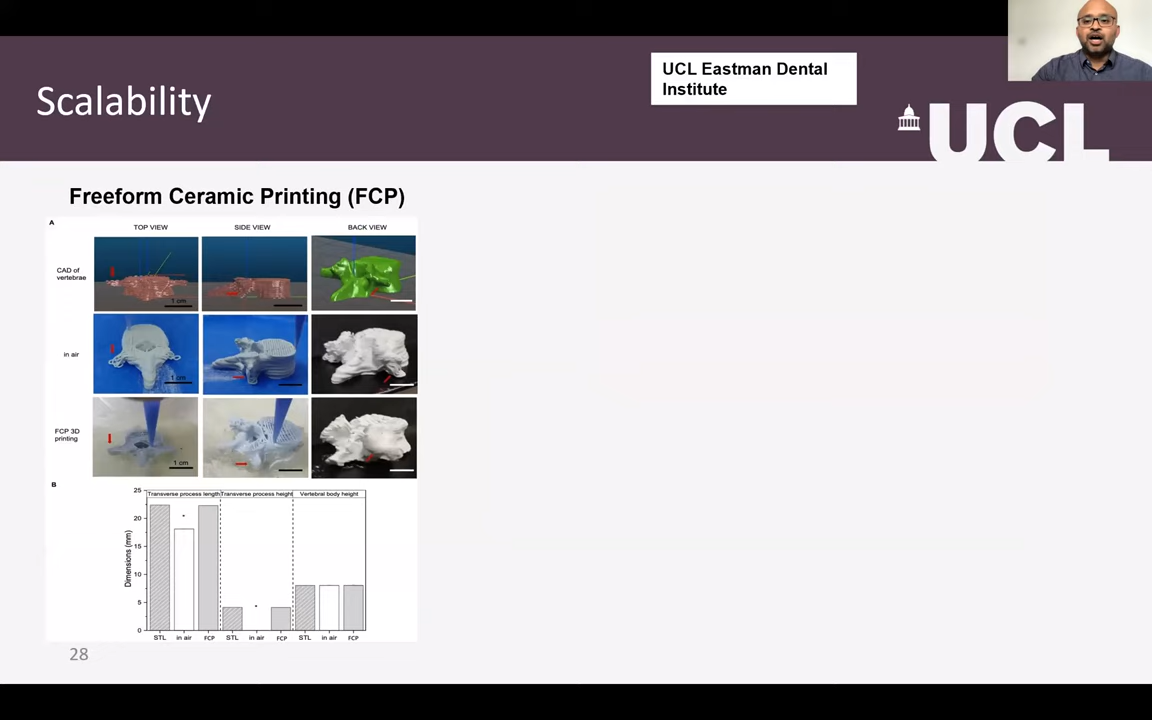 Scalability
UCL Eastman Dental
Institute
UCL
Freeform Ceramic Printing (FCP)
A
TOP VIEW
SIDE VIEW
BACK VIEW
CAD of
vertebrae
1 cm
in air
1 cm
FCP 3D
printing
1 cm
B
Transverse process length
Transverse process height
Vertebral body height
Dimensions (mm)
25
20
15
10
5
0
*
*
STL in air FCP STL in air FCP STL in air FCP
28